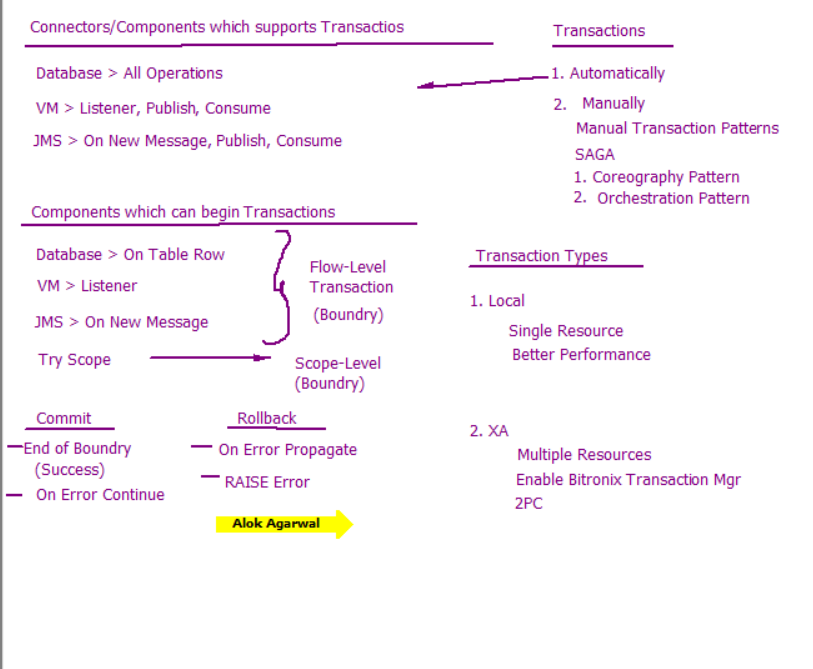 Connectors/Components which supports Transactios
Database > All Operations
VM > Listener, Publish, Consume
JMS > On New Message, Publish, Consume
Transactions
1. Automatically
2. Manually
Manual Transaction Patterns
SAGA
1. Coreography Pattern
2. Orchestration Pattern
Components which can begin Transactions
Database > On Table Row
VM > Listener
JMS > On New Message
Flow-Level
Transaction
(Boundry)
Try Scope
Scope-Level
(Boundry)
Transaction Types
1. Local
Single Resource
Better Performance
2. XA
Multiple Resources
Enable Bitronix Transaction Mgr
2PC
Commit
End of Boundry
(Success)
On Error Continue
Rollback
On Error Propagate
RAISE Error
Alok Agarwal